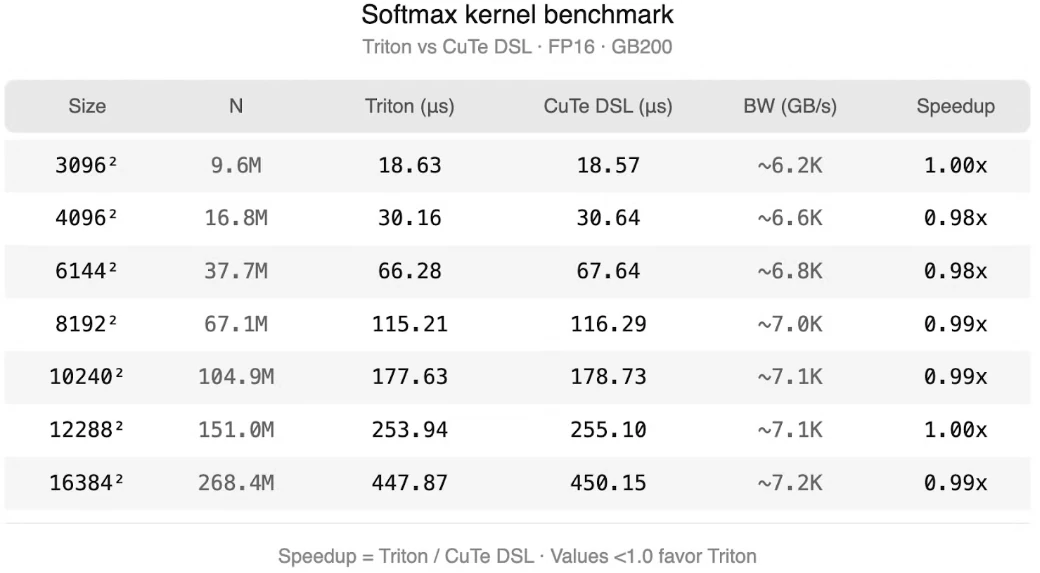 Softmax kernel benchmark
Triton vs CuTe DSL · FP16 · GB200
Size N Triton (µs) CuTe DSL (µs) BW (GB/s) Speedup
3096² 9.6M 18.63 18.57 ~6.2K 1.00x
4096² 16.8M 30.16 30.64 ~6.6K 0.98x
6144² 37.7M 66.28 67.64 ~6.8K 0.98x
8192² 67.1M 115.21 116.29 ~7.0K 0.99x
10240² 104.9M 177.63 178.73 ~7.1K 0.99x
12288² 151.0M 253.94 255.10 ~7.1K 1.00x
16384² 268.4M 447.87 450.15 ~7.2K 0.99x
Speedup = Triton / CuTe DSL · Values <1.0 favor Triton